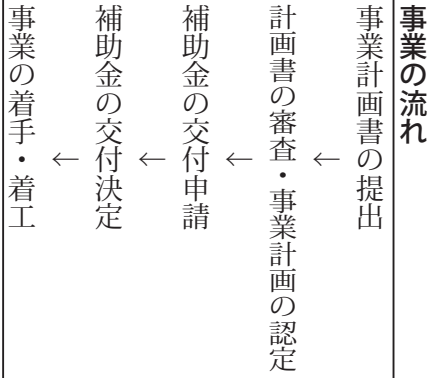 事業の流れ
事業計画書の提出
←
計画書の審査・事業計画の認定
←
補助金の交付申請
←
補助金の交付決定
←
事業の着手・着工